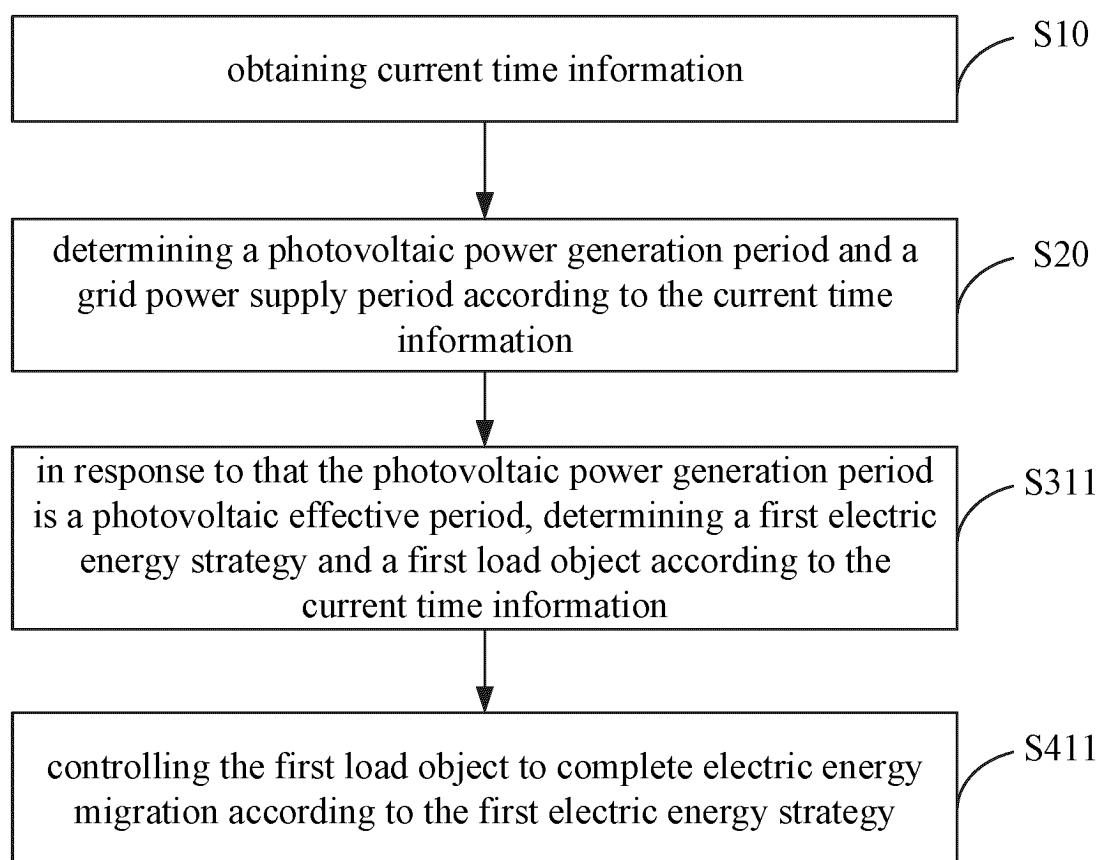 obtaining current time information
S10
determining a photovoltaic power generation period and a
grid power supply period according to the current time
information
S20
in response to that the photovoltaic power generation period
is a photovoltaic effective period, determining a first electric
energy strategy and a first load object according to the
current time information
S311
controlling the first load object to complete electric energy
migration according to the first electric energy strategy
S411